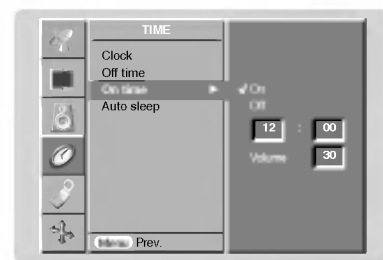 TIME
Clock
Off time
On time
Auto sleep
On
Off
12 : 00
Volume 30
Menu Prev.